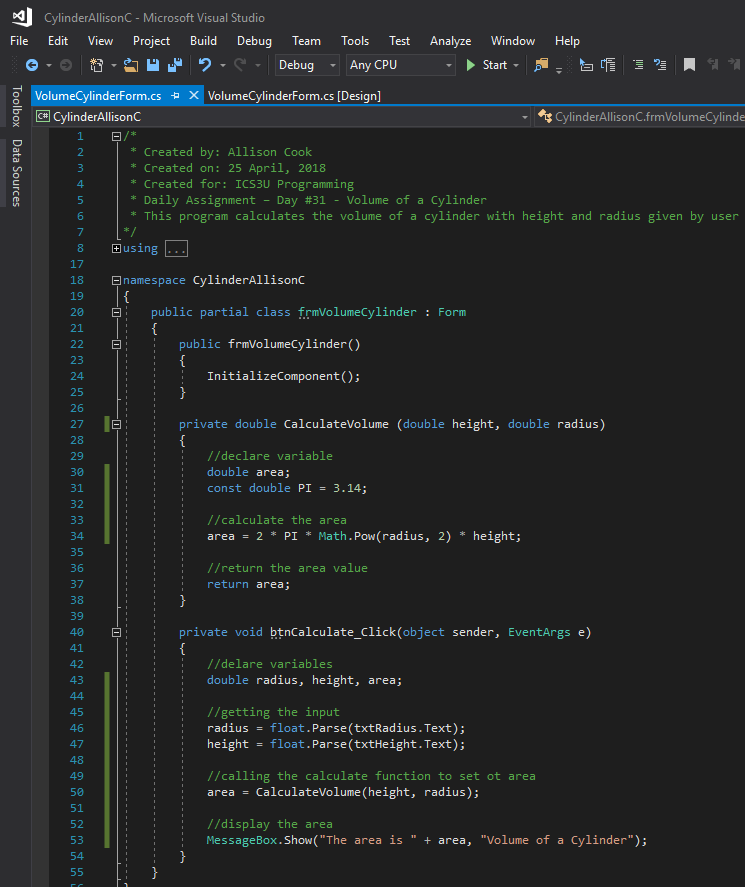 CylinderAllisonC - Microsoft Visual Studio
File Edit View Project Build Debug Team Tools Test Analyze Window Help
Debug Any CPU Start
Toolbox
Data Sources
VolumeCylinderForm.cs VolumeCylinderForm.cs [Design]
C# CylinderAllisonC CylinderAllisonC.frmVolumeCylinde
1 /*
2 * Created by: Allison Cook
3 * Created on: 25 April, 2018
4 * Created for: ICS3U Programming
5 * Daily Assignment – Day #31 - Volume of a Cylinder
6 * This program calculates the volume of a cylinder with height and radius given by user
7 */
8 using ...
17
18 namespace CylinderAllisonC
19 {
20 public partial class frmVolumeCylinder : Form
21 {
22 public frmVolumeCylinder()
23 {
24 InitializeComponent();
25 }
26
27 private double CalculateVolume (double height, double radius)
28 {
29 //declare variable
30 double area;
31 const double PI = 3.14;
32
33 //calculate the area
34 area = 2 * PI * Math.Pow(radius, 2) * height;
35
36 //return the area value
37 return area;
38 }
39
40 private void btnCalculate_Click(object sender, EventArgs e)
41 {
42 //delare variables
43 double radius, height, area;
44
45 //getting the input
46 radius = float.Parse(txtRadius.Text);
47 height = float.Parse(txtHeight.Text);
48
49 //calling the calculate function to set ot area
50 area = CalculateVolume(height, radius);
51
52 //display the area
53 MessageBox.Show("The area is " + area, "Volume of a Cylinder");
54 }
55 }
56 }